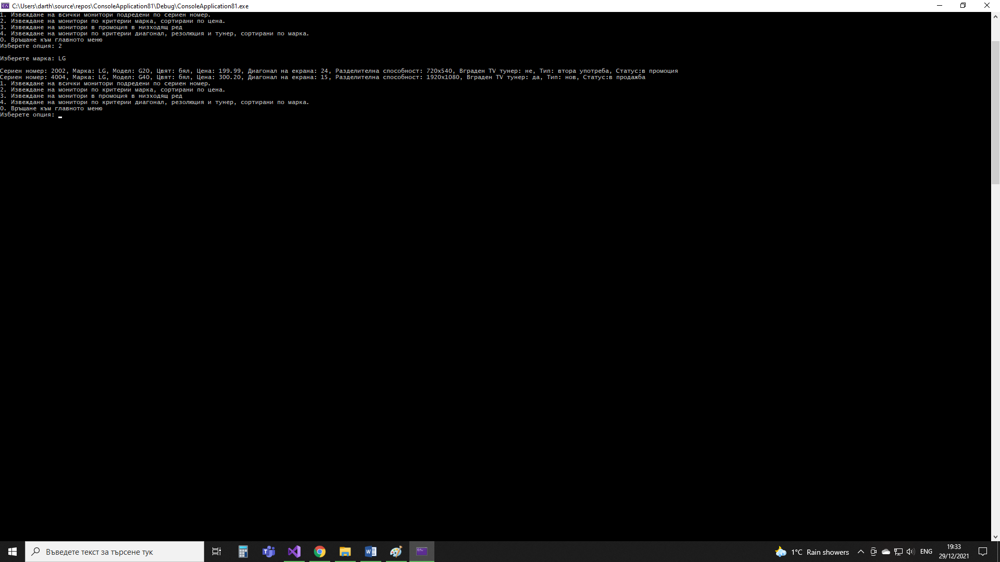 C:\Users\darth\source\repos\ConsoleApplication81\Debug\ConsoleApplication81.exe
1. Извеждане на всички монитори подредени по сериен номер.
2. Извеждане на монитори по критерии марка, сортирани по цена.
3. Извеждане на монитори в промоция в низходящ ред
4. Извеждане на монитори по критерии диагонал, резолюция и тунер, сортирани по марка.
0. Връщане към главното меню
Изберете опция: 2
Изберете марка: LG
Сериен номер: 2002, Марка: LG, Модел: G20, Цвят: бял, Цена: 199.99, Диагонал на екрана: 24, Разделителна способност: 720x540, Вграден TV тунер: не, Тип: втора употреба, Статус:в промоция
Сериен номер: 4004, Марка: LG, Модел: G40, Цвят: бял, Цена: 300.20, Диагонал на екрана: 15, Разделителна способност: 1920x1080, Вграден TV тунер: да, Тип: нов, Статус:в продажба
1. Извеждане на всички монитори подредени по сериен номер.
2. Извеждане на монитори по критерии марка, сортирани по цена.
3. Извеждане на монитори в промоция в низходящ ред
4. Извеждане на монитори по критерии диагонал, резолюция и тунер, сортирани по марка.
0. Връщане към главното меню
Изберете опция:
Въведете текст за търсене тук
1°C Rain showers
ENG
19:33
29/12/2021